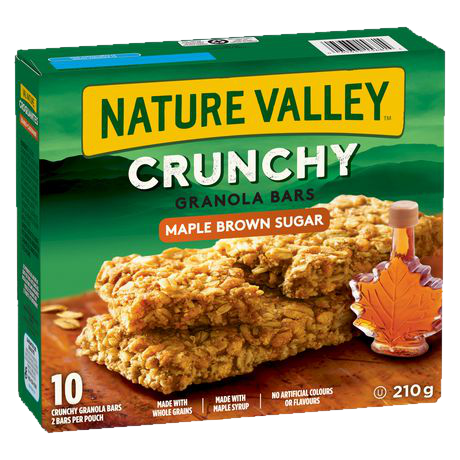 NATURE VALLEY
™
CRUNCHY
GRANOLA BARS
MAPLE BROWN SUGAR
10
CRUNCHY GRANOLA BARS
2 BARS PER POUCH
MADE WITH
WHOLE GRAINS
MADE WITH
MAPLE SYRUP
NO ARTIFICIAL COLOURS
OR FLAVOURS
U 210 g